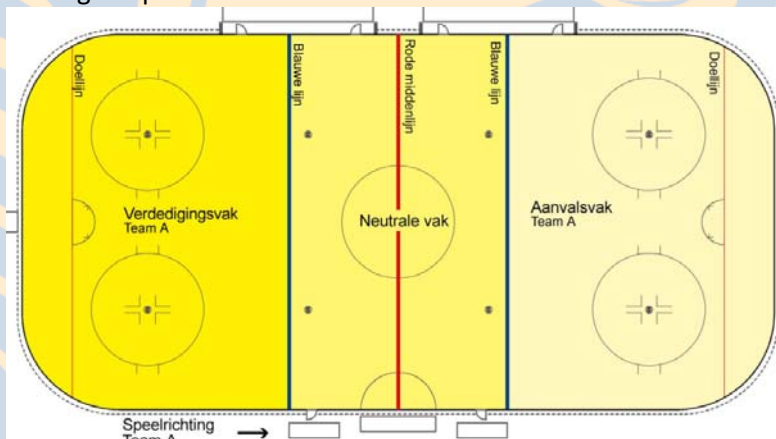 Doellijn
Blauwe lijn
Rode middenlijn
Blauwe lijn
Doellijn
Verdedigingsvak
Team A
Neutrale vak
Aanvalsvak
Team A
Speelrichting
Team A